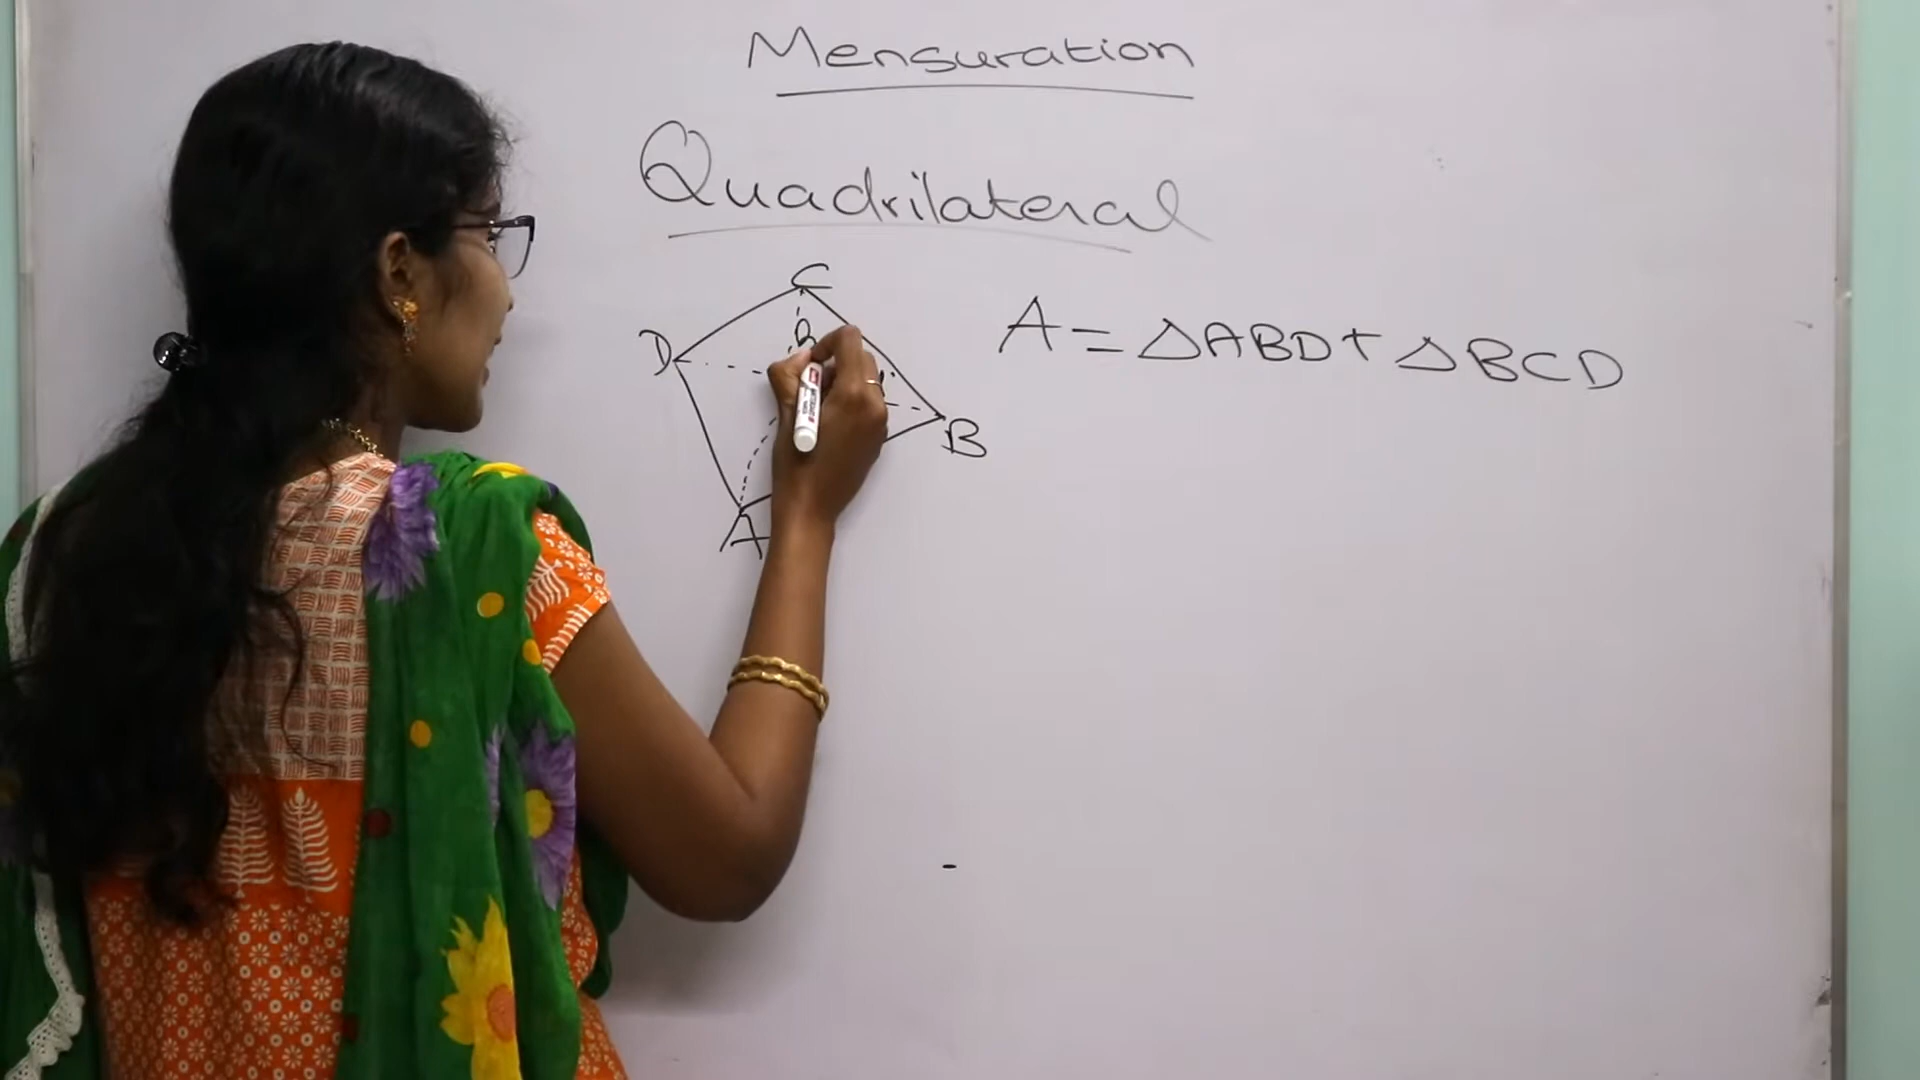 Mensuration
Quadrilateral
C
D
B
A
A = △ABD + △BCD